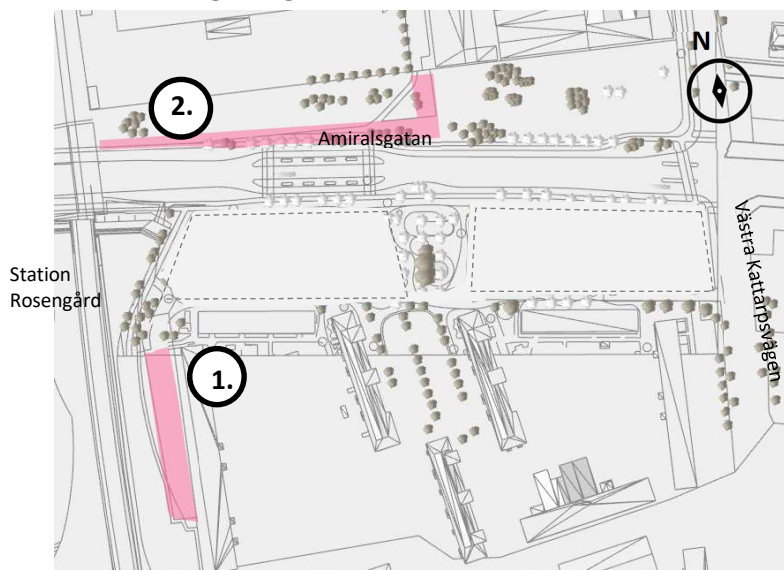 N
2.
Amiralsgatan
Västra Kattarpsvägen
Station
Rosengård
1.